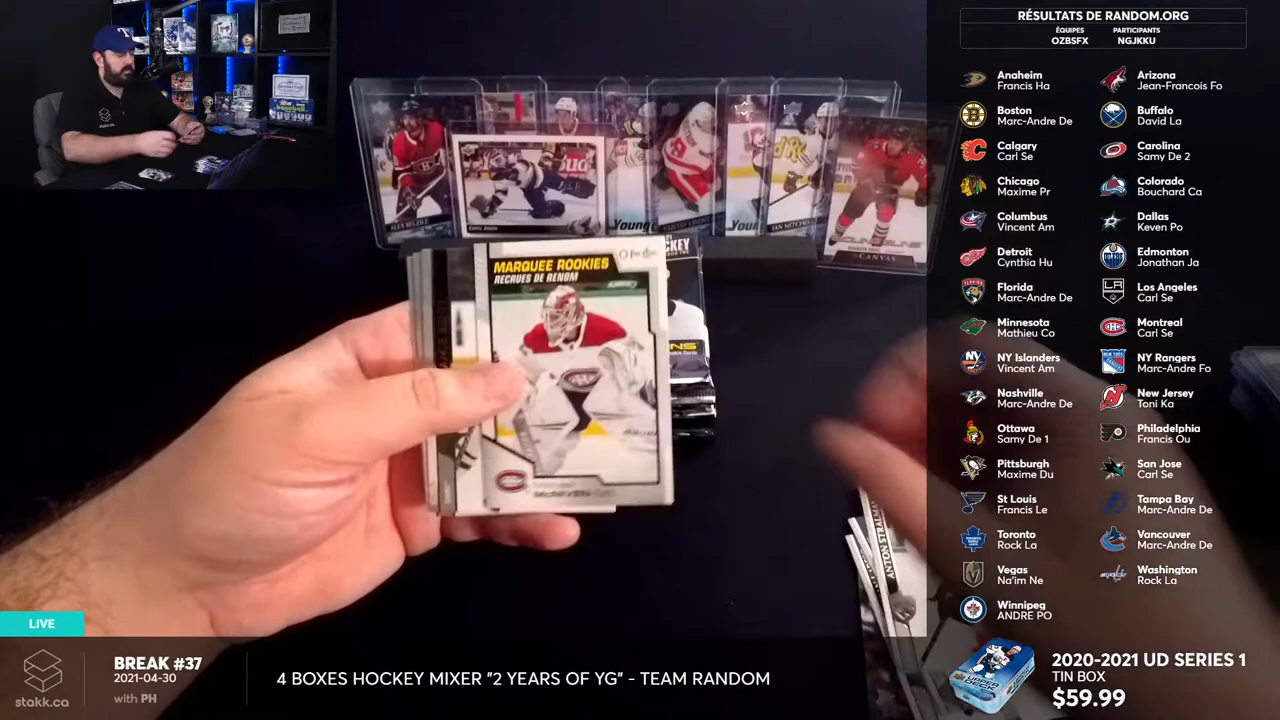 RÉSULTATS DE RANDOM.ORG
ÉQUIPES
OZBSFX
PARTICIPANTS
NGJKKU
Anaheim
Francis Ha
Arizona
Jean-Francois Fo
Boston
Marc-Andre De
Buffalo
David La
Calgary
Carl Se
Carolina
Samy De 2
Chicago
Maxime Pr
Colorado
Bouchard Ca
Columbus
Vincent Am
Dallas
Keven Po
Detroit
Cynthia Hu
Edmonton
Jonathan Ja
Florida
Marc-Andre De
Los Angeles
Carl Se
Minnesota
Mathieu Co
Montreal
Carl Se
NY Islanders
Vincent Am
NY Rangers
Marc-Andre Fo
Nashville
Marc-Andre De
New Jersey
Toni Ka
Ottawa
Samy De 1
Philadelphia
Francis Ou
Pittsburgh
Maxime Du
San Jose
Carl Se
St Louis
Francis Le
Tampa Bay
Marc-Andre De
Toronto
Rock La
Vancouver
Marc-Andre De
Vegas
Na'im Ne
Washington
Rock La
Winnipeg
ANDRE PO
ALEX BELZILE
Bud
Young
CANVAS
MARQUEE ROOKIES
RECRUES DE RENOM
ANTON STRALMAN
LIVE
stakk.ca
BREAK #37
2021-04-30
with PH
4 BOXES HOCKEY MIXER "2 YEARS OF YG" - TEAM RANDOM
2020-2021 UD SERIES 1
TIN BOX
$59.99